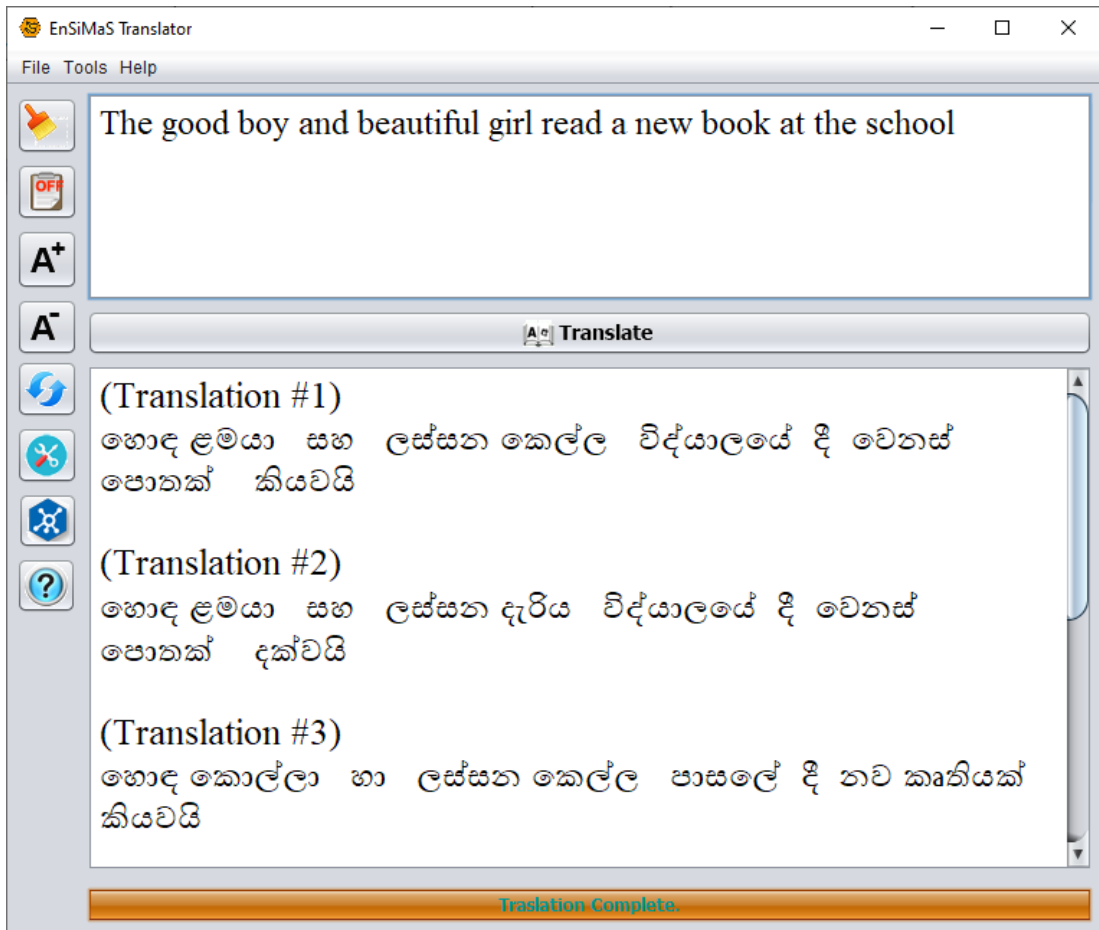 EnSiMaS Translator
File Tools Help
The good boy and beautiful girl read a new book at the school
OFF
A+
A-
Translate
(Translation #1)
හොඳ ළමයා සහ ලස්සන කෙල්ල විද්යාලයේ දී වෙනස්
පොතක් කියවයි
(Translation #2)
හොඳ ළමයා සහ ලස්සන දැරිය විද්යාලයේ දී වෙනස්
පොතක් දක්වයි
(Translation #3)
හොඳ කොල්ලා හා ලස්සන කෙල්ල පාසලේ දී නව කෘතියක්
කියවයි
Traslation Complete.